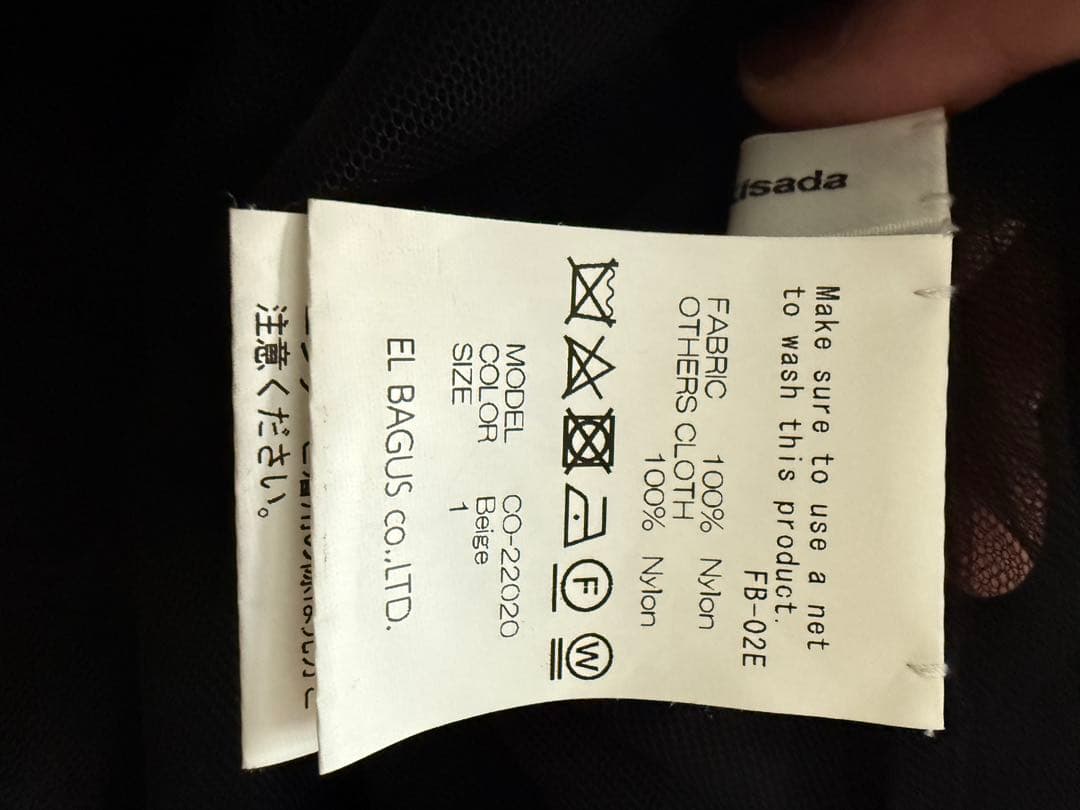 Make sure to use a net
to wash this product.
FB-02E
FABRIC 100% Nylon
OTHERS CLOTH
100% Nylon
F W
MODEL CO-22020
COLOR Beige
SIZE 1
EL BAGUS CO.,LTD.
注意ください。